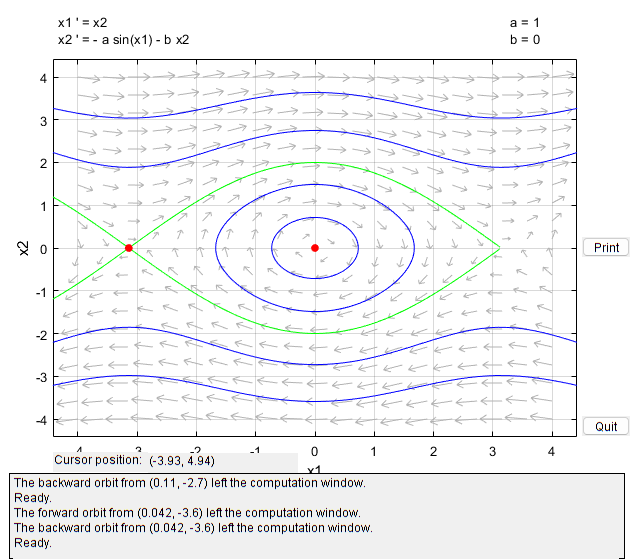 x1 ' = x2
x2 ' = - a sin(x1) - b x2
a = 1
b = 0
4
3
2
1
0
-1
-2
-3
-4
x2
-4
-3
-2
-1
0
1
2
3
4
x1
Print
Quit
Cursor position: (-3.93, 4.94)
The backward orbit from (0.11, -2.7) left the computation window.
Ready.
The forward orbit from (0.042, -3.6) left the computation window.
The backward orbit from (0.042, -3.6) left the computation window.
Ready.